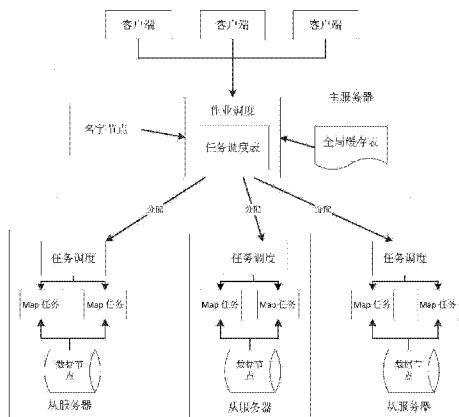 客户端 客户端 客户端
作业调度
主服务器
名字节点
任务调度表
全局缓存表
分配 分配 分配
任务调度 任务调度 任务调度
Map 任务 Map 任务 Map 任务 Map 任务 Map 任务 Map 任务
数据节点 数据节点 数据节点
从服务器 从服务器 从服务器